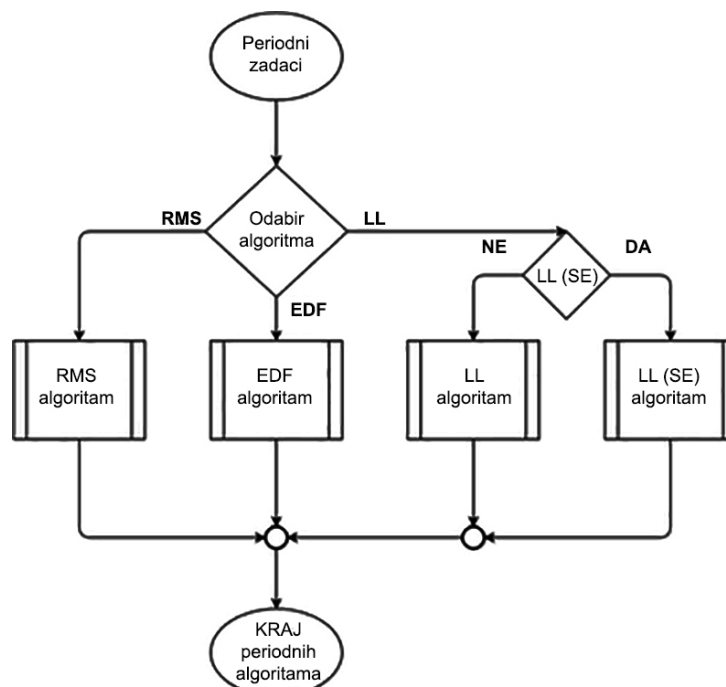 Periodni
zadaci
RMS
Odabir
algoritma
LL
NE
DA
LL (SE)
EDF
RMS
algoritam
EDF
algoritam
LL
algoritam
LL (SE)
algoritam
KRAJ
periodnih
algoritama